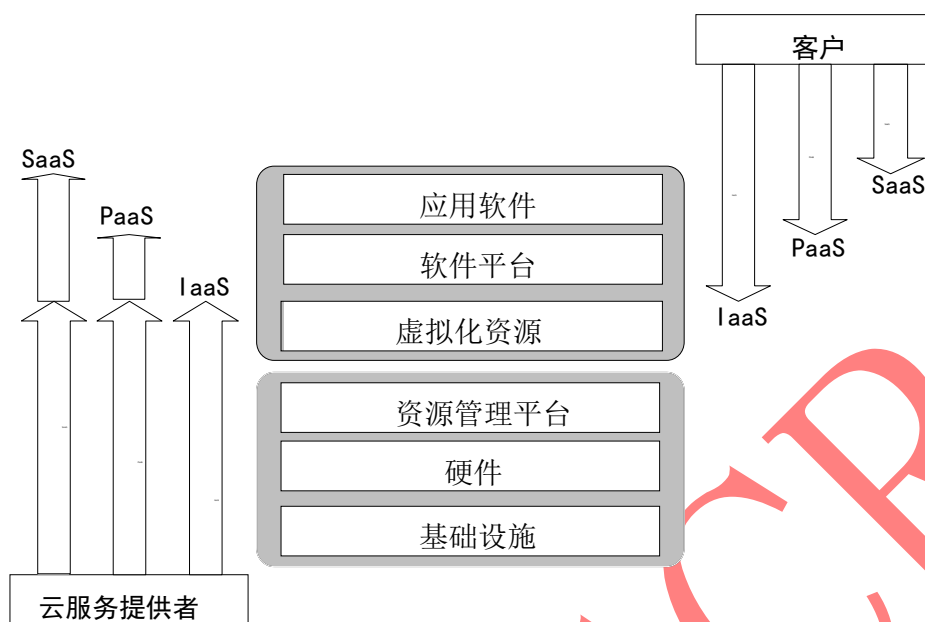 客户
SaaS
PaaS
IaaS
应用软件
软件平台
虚拟化资源
资源管理平台
硬件
基础设施
SaaS
PaaS
IaaS
云服务提供者